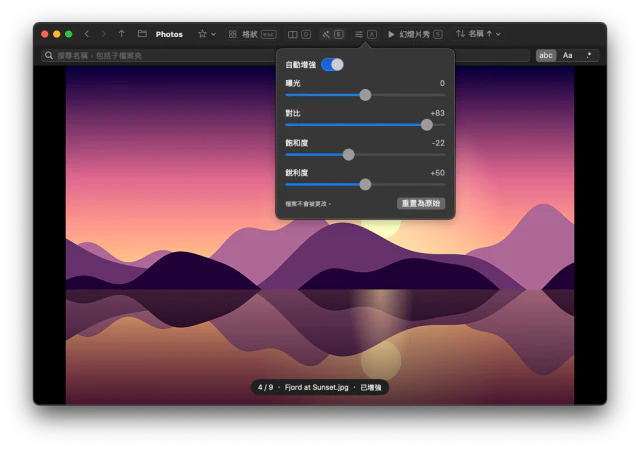 Photos 格狀 esc D E A 幻燈片秀 S 名稱
搜尋名稱，包括子檔案夾 abc Aa .*
自動增強
曝光 0
對比 +83
飽和度 -22
銳利度 +50
檔案不會被更改。 重置為原始
4 / 9 · Fjord at Sunset.jpg · 已增強